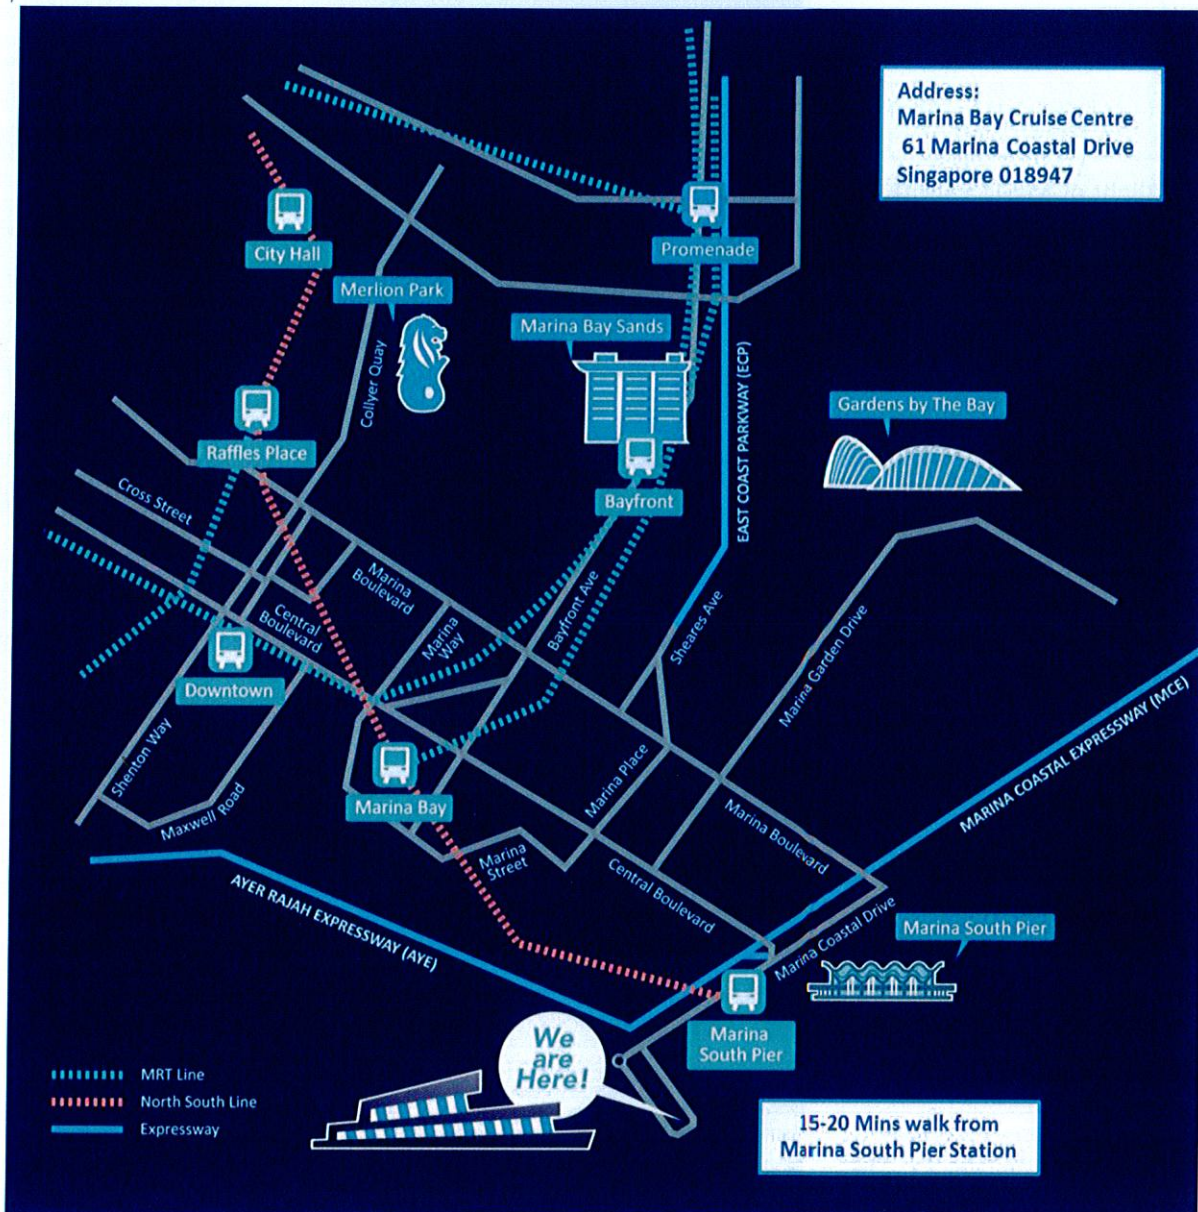 Address:
Marina Bay Cruise Centre
61 Marina Coastal Drive
Singapore 018947
City Hall
Promenade
Merlion Park
Marina Bay Sands
Collyer Quay
EAST COAST PARKWAY (ECP)
Gardens by The Bay
Raffles Place
Bayfront
Cross Street
Marina
Boulevard
Bayfront Ave
Central
Boulevard
Marina
Way
Sheares Ave
Marina Garden Drive
Downtown
Shenton Way
Marina Place
MARINA COASTAL EXPRESSWAY (MCE)
Maxwell Road
Marina Bay
Marina Boulevard
Marina
Street
Central Boulevard
AYER RAJAH EXPRESSWAY (AYE)
Marina Coastal Drive
Marina South Pier
Marina
South Pier
We
are
Here!
MRT Line
North South Line
Expressway
15-20 Mins walk from
Marina South Pier Station